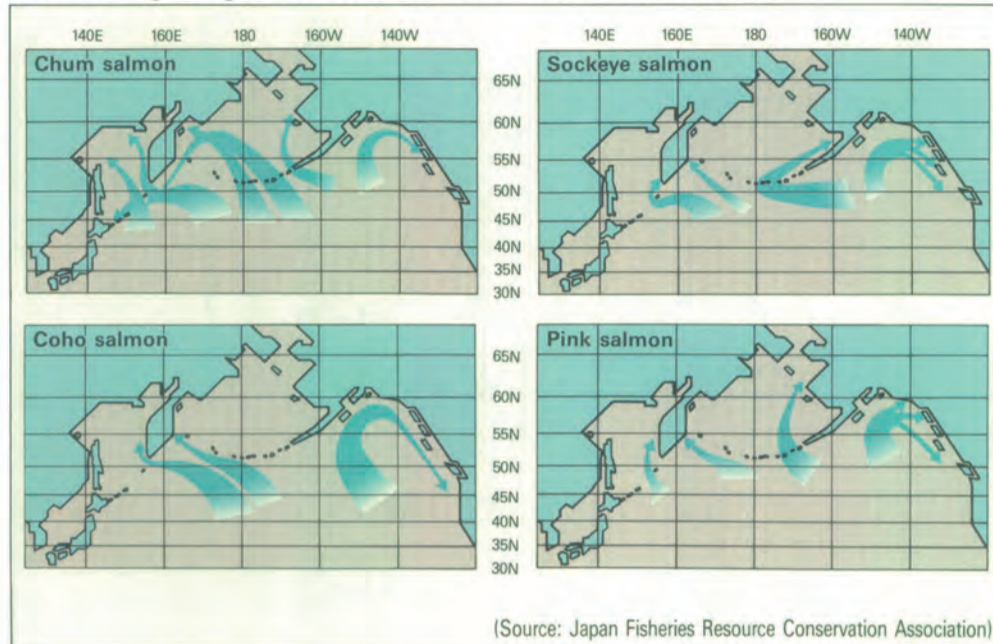 140E 160E 180 160W 140W 140E 160E 180 160W 140W
Chum salmon
Sockeye salmon
65N
60N
55N
50N
45N
40N
35N
30N
Coho salmon
Pink salmon
65N
60N
55N
50N
45N
40N
35N
30N
(Source: Japan Fisheries Resource Conservation Association)